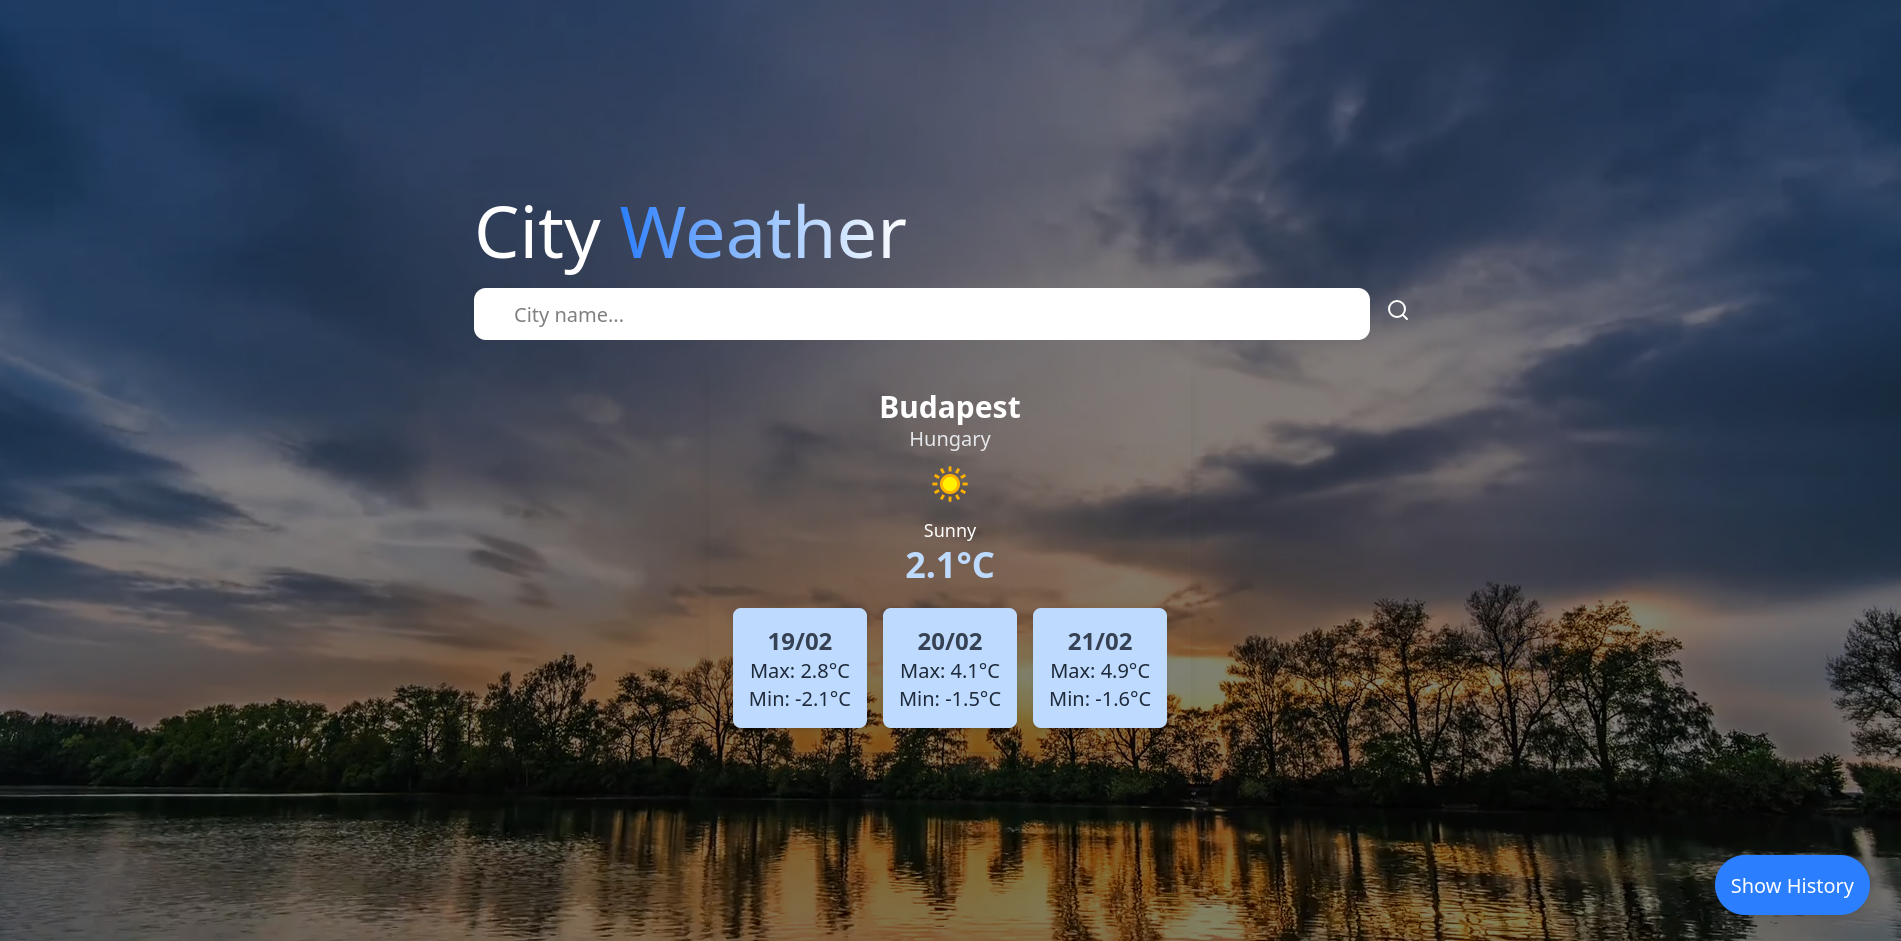 City Weather
City name...
Budapest
Hungary
Sunny
2.1°C
19/02
Max: 2.8°C
Min: -2.1°C
20/02
Max: 4.1°C
Min: -1.5°C
21/02
Max: 4.9°C
Min: -1.6°C
Show History